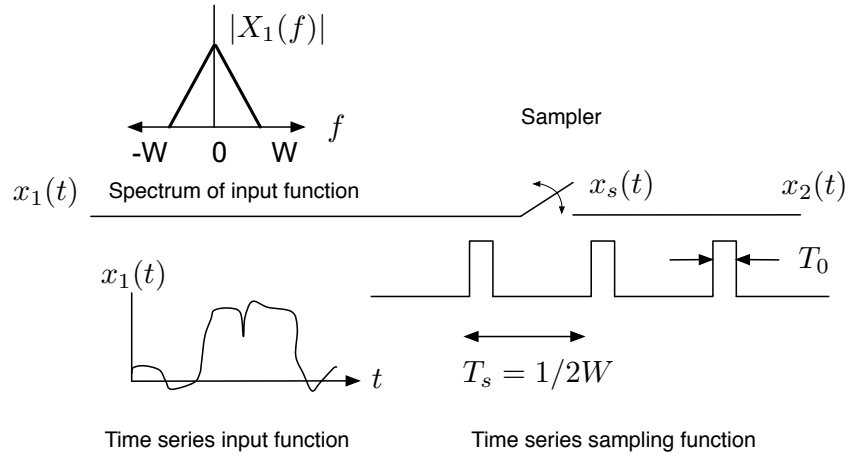 |X₁(f)|
f
-W 0 W
Sampler
x₁(t) Spectrum of input function xₛ(t) x₂(t)
x₁(t)
T₀
t
Tₛ = 1/2W
Time series input function Time series sampling function